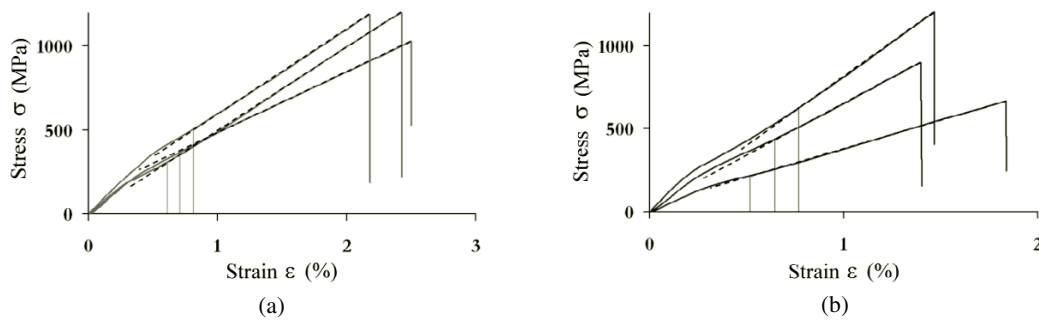 Stress σ (MPa)
1000
500
0
0
1
2
3
Strain ε (%)
(a)
Stress σ (MPa)
1000
500
0
0
1
2
Strain ε (%)
(b)